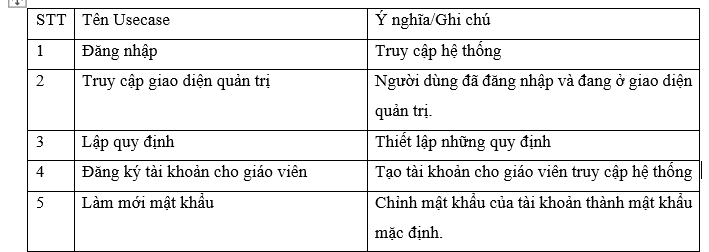 STT Tên Usecase Ý nghĩa/Ghi chú
1 Đăng nhập Truy cập hệ thống
2 Truy cập giao diện quản trị Người dùng đã đăng nhập và đang ở giao diện
quản trị.
3 Lập quy định Thiết lập những quy định
4 Đăng ký tài khoản cho giáo viên Tạo tài khoản cho giáo viên truy cập hệ thống
5 Làm mới mật khẩu Chỉnh mật khẩu của tài khoản thành mật khẩu
mặc định.